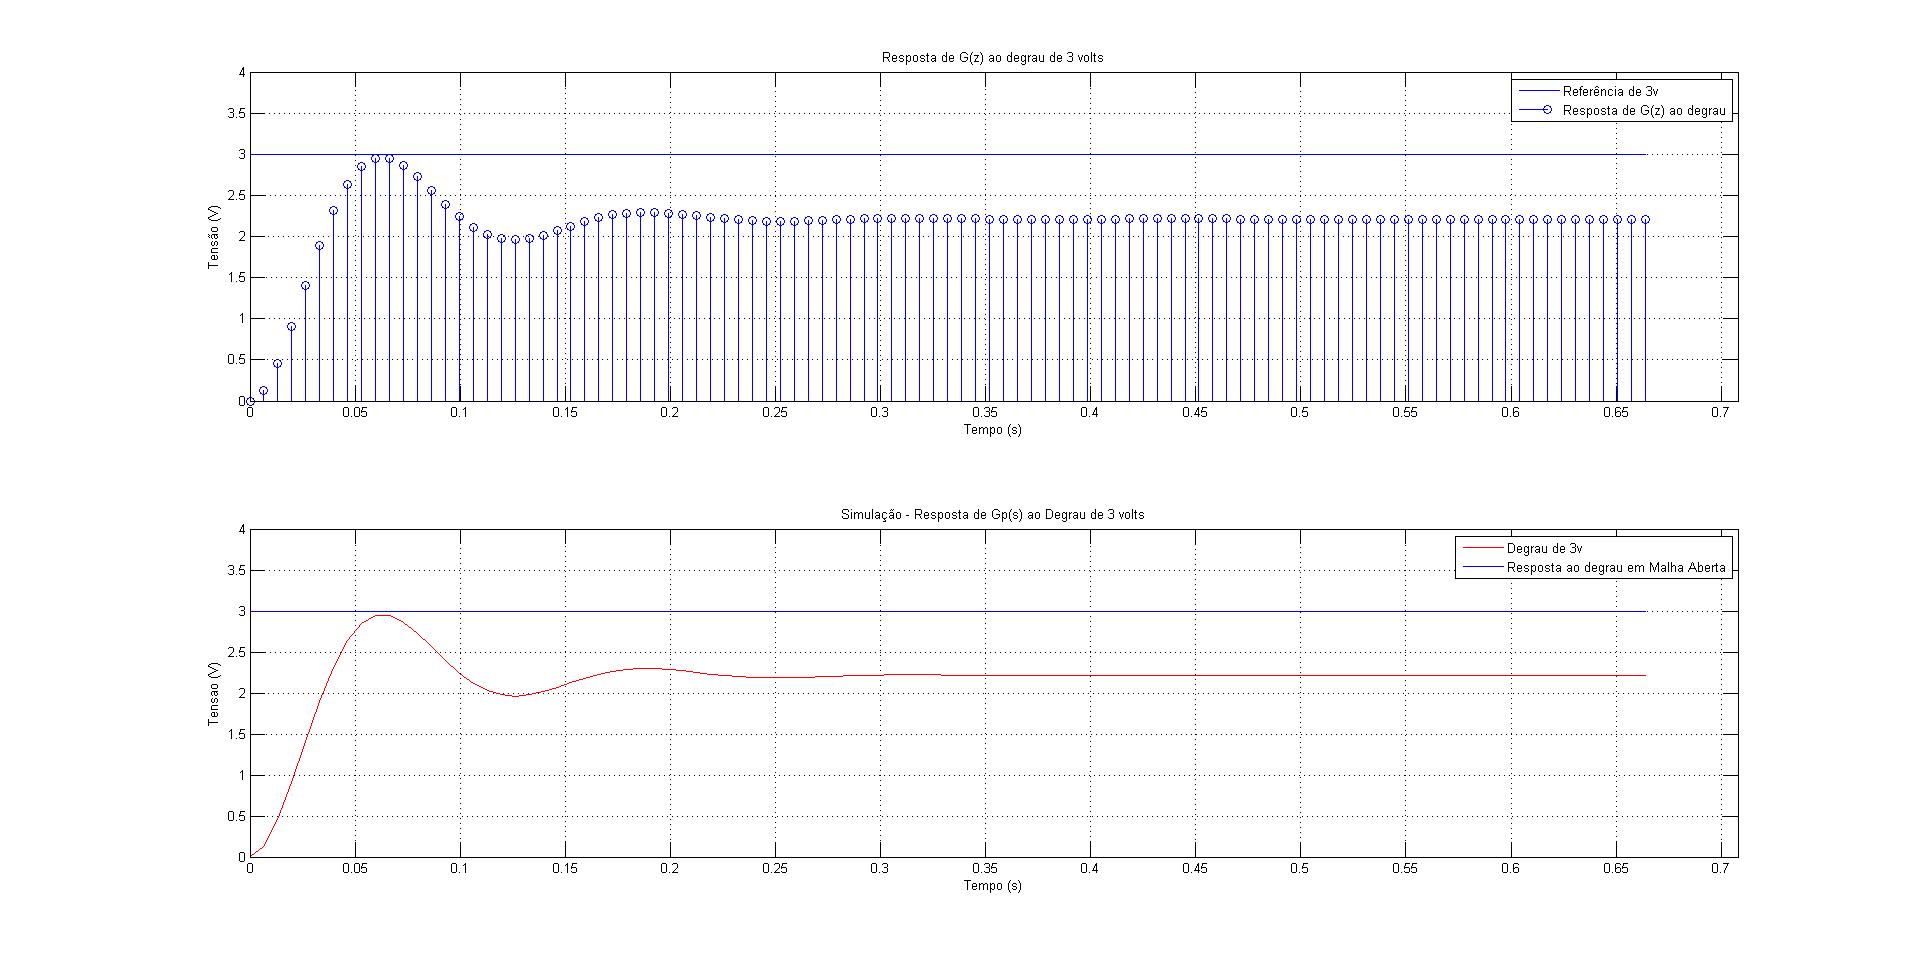 Resposta de G(z) ao degrau de 3 volts
4
3.5
3
2.5
2
1.5
1
0.5
0
Tensão (V)
Referência de 3v
Resposta de G(z) ao degrau
0 0.05 0.1 0.15 0.2 0.25 0.3 0.35 0.4 0.45 0.5 0.55 0.6 0.65 0.7
Tempo (s)
Simulação - Resposta de Gp(s) ao Degrau de 3 volts
4
3.5
3
2.5
2
1.5
1
0.5
0
Tensao (V)
Degrau de 3v
Resposta ao degrau em Malha Aberta
0 0.05 0.1 0.15 0.2 0.25 0.3 0.35 0.4 0.45 0.5 0.55 0.6 0.65 0.7
Tempo (s)